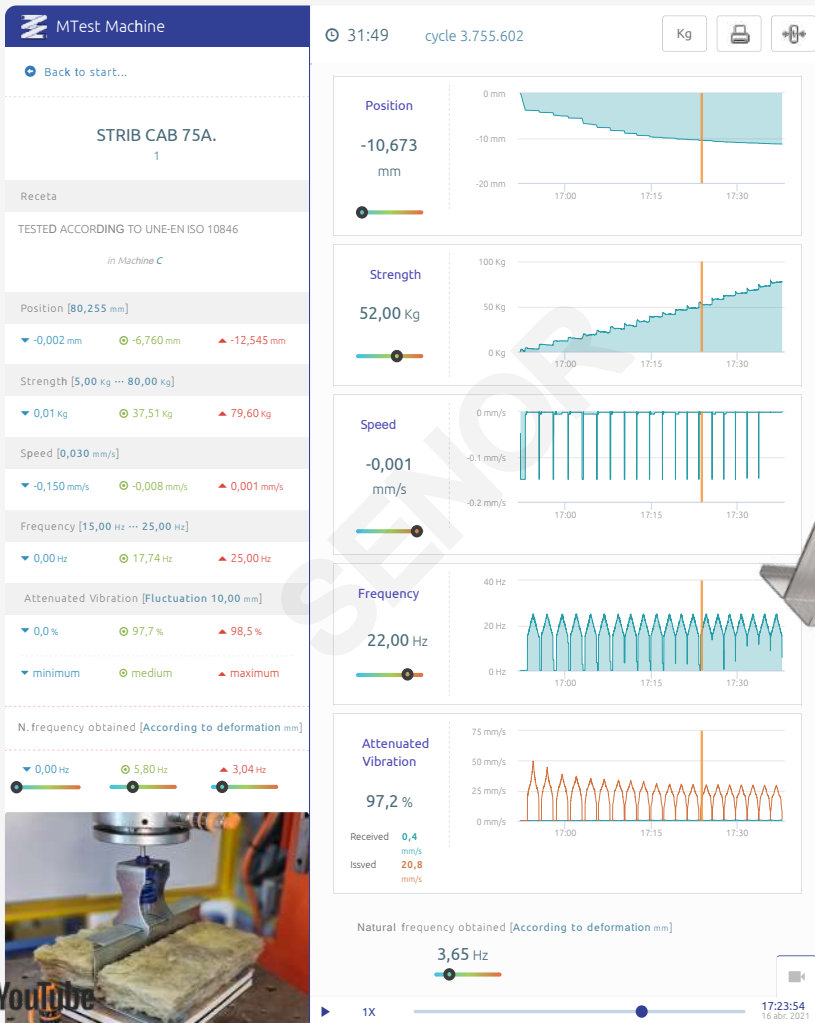 MTest Machine
Back to start...
STRIB CAB 75A.
1
Receta
TESTED ACCORDING TO UNE-EN ISO 10846
in Machine C
Position [80,255 mm]
-0,002 mm -6,760 mm -12,545 mm
Strength [5,00 Kg ... 80,00 Kg]
0,01 Kg 37,51 Kg 79,60 Kg
Speed [0,030 mm/s]
-0,150 mm/s -0,008 mm/s 0,001 mm/s
Frequency [15,00 Hz ... 25,00 Hz]
0,00 Hz 17,74 Hz 25,00 Hz
Attenuated Vibration [Fluctuation 10,00 mm]
0,0 % 97,7 % 98,5 %
minimum medium maximum
N. frequency obtained [According to deformation mm]
0,00 Hz 5,80 Hz 3,04 Hz
YouTube
31:49 cycle 3.755.602 Kg
Position
-10,673
mm
0 mm
-10 mm
-20 mm
17:00 17:15 17:30
Strength
52,00 Kg
100 Kg
50 Kg
0 Kg
17:00 17:15 17:30
Speed
-0,001
mm/s
0 mm/s
-0.1 mm/s
-0.2 mm/s
17:00 17:15 17:30
Frequency
22,00 Hz
40 Hz
20 Hz
0 Hz
17:00 17:15 17:30
Attenuated
Vibration
97,2 %
Received 0,4
mm/s
Issved 20,8
mm/s
75 mm/s
50 mm/s
25 mm/s
0 mm/s
17:00 17:15 17:30
Natural frequency obtained [According to deformation mm]
3,65 Hz
1X
17:23:54
16 abr. 2021
SENOR